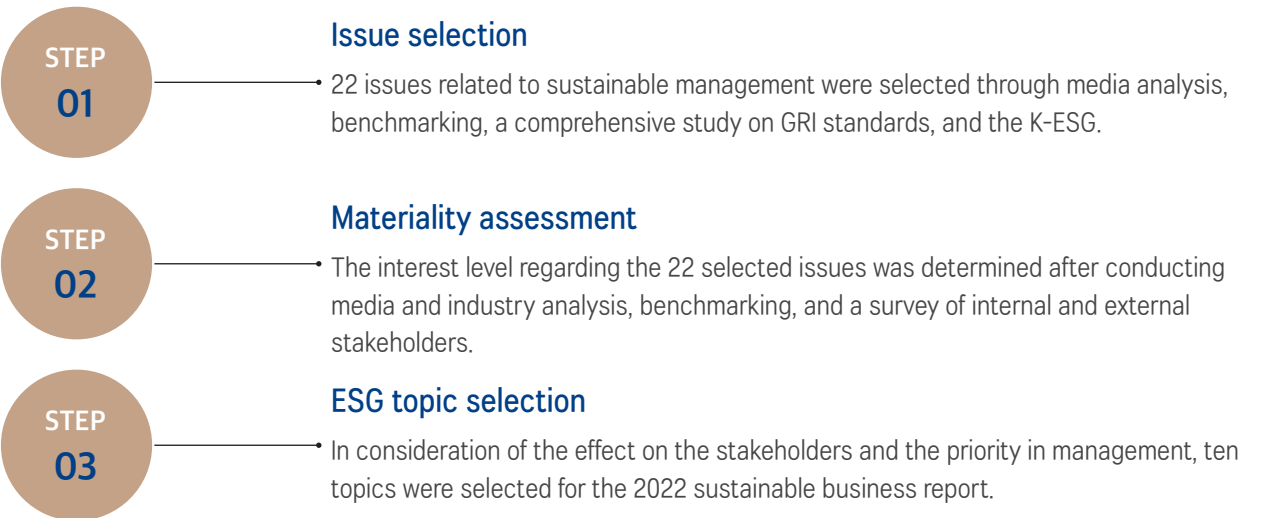 STEP
01
Issue selection
22 issues related to sustainable management were selected through media analysis,
benchmarking, a comprehensive study on GRI standards, and the K-ESG.
STEP
02
Materiality assessment
The interest level regarding the 22 selected issues was determined after conducting
media and industry analysis, benchmarking, and a survey of internal and external
stakeholders.
STEP
03
ESG topic selection
In consideration of the effect on the stakeholders and the priority in management, ten
topics were selected for the 2022 sustainable business report.